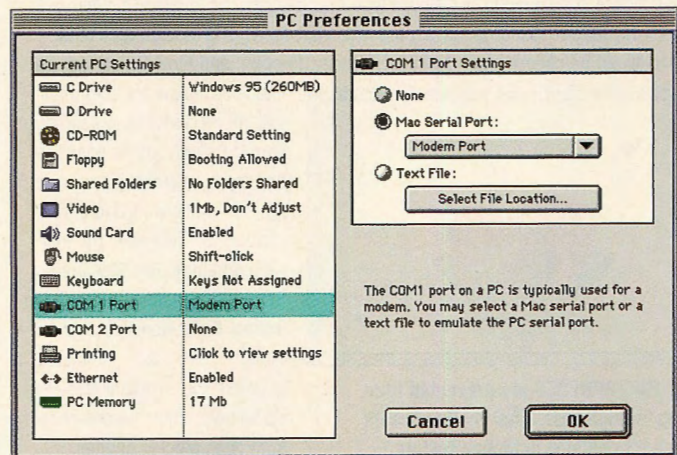 PC Preferences
Current PC Settings
C Drive Windows 95 (260MB)
D Drive None
CD-ROM Standard Setting
Floppy Booting Allowed
Shared Folders No Folders Shared
Video 1Mb, Don't Adjust
Sound Card Enabled
Mouse Shift-click
Keyboard Keys Not Assigned
COM 1 Port Modem Port
COM 2 Port None
Printing Click to view settings
Ethernet Enabled
PC Memory 17 Mb
COM 1 Port Settings
None
Mac Serial Port:
Modem Port
Text File:
Select File Location...
The COM1 port on a PC is typically used for a
modem. You may select a Mac serial port or a
text file to emulate the PC serial port.
Cancel OK